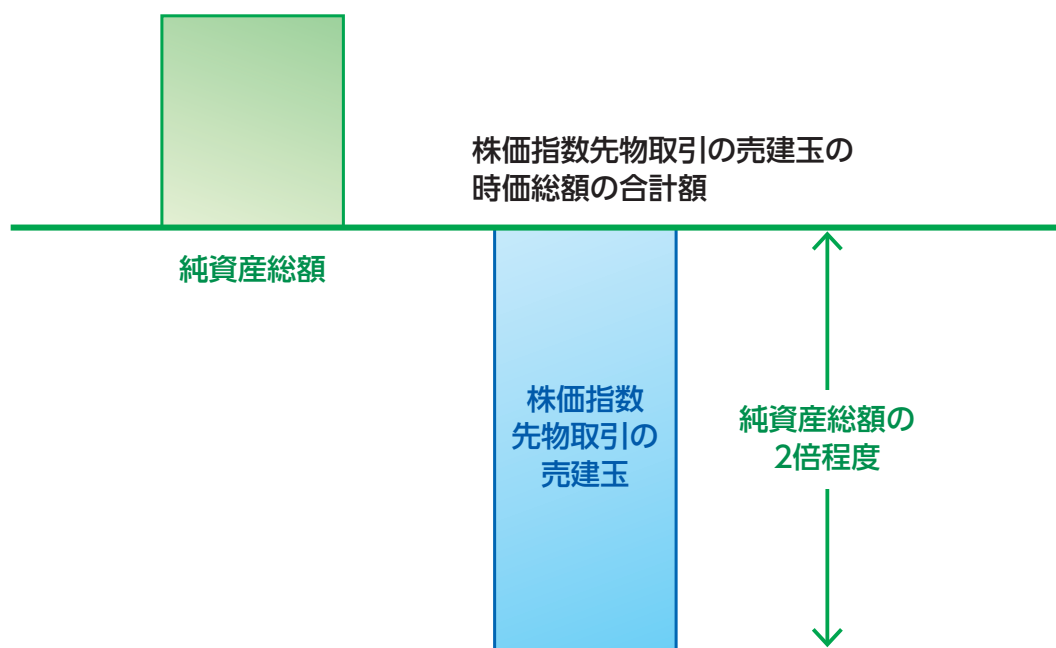 株価指数先物取引の売建玉の
時価総額の合計額
純資産総額
株価指数
先物取引の
売建玉
純資産総額の
2倍程度